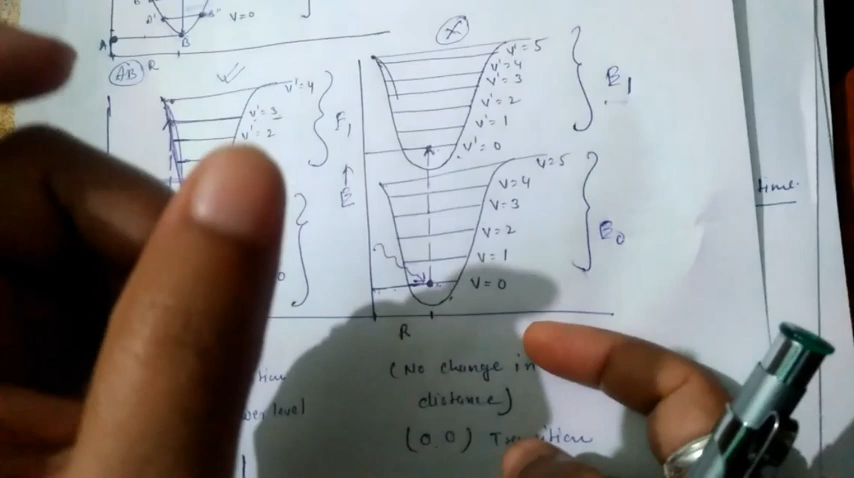 A
A'
A"
V=0
B
R
AB
X
V'=4
V'=3
V'=2
E₁
V'=5
V'=4
V'=3
V'=2
V'=1
V'=0
E₁
E
V=5
V=4
V=3
V=2
V=1
V=0
E₀
R
time.
(No change in
distance)
(0.0)
level